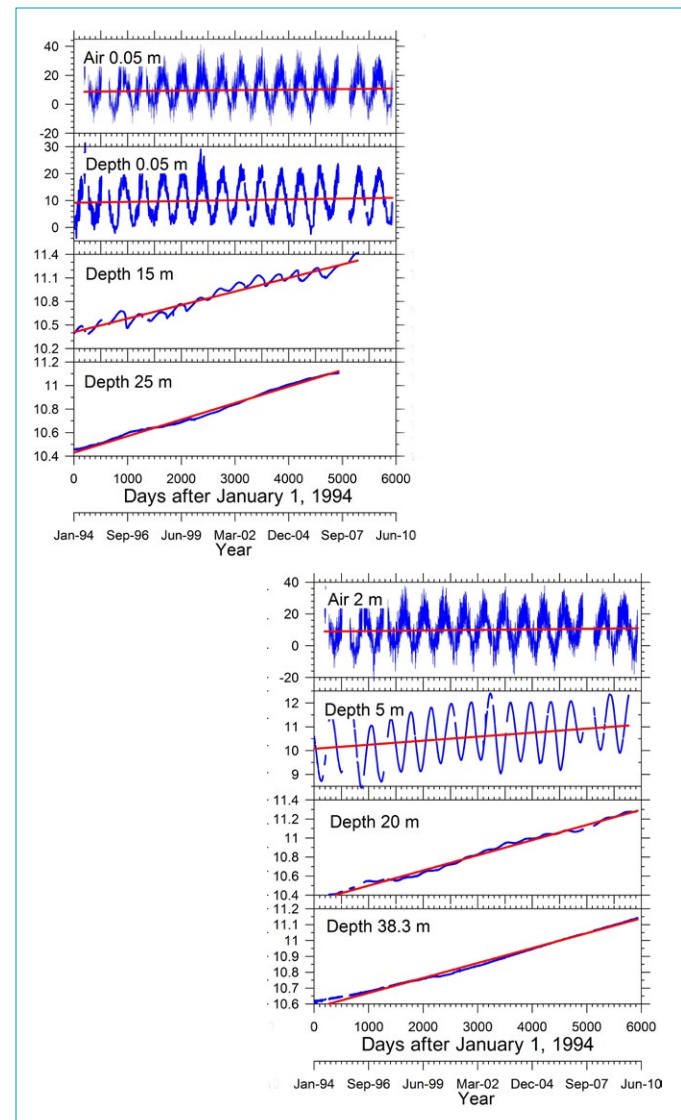 40
Air 0.05 m
20
0
-20
30
Depth 0.05 m
20
10
0
11.4
Depth 15 m
11.1
10.8
10.5
10.2
11.2
Depth 25 m
11
10.8
10.6
10.4
0 1000 2000 3000 4000 5000 6000
Days after January 1, 1994
Jan-94 Sep-96 Jun-99 Mar-02 Dec-04 Sep-07 Jun-10
Year
40
Air 2 m
20
0
-20
12
Depth 5 m
11
10
9
11.4
Depth 20 m
11.2
11
10.8
10.6
10.4
11.2
Depth 38.3 m
11.1
11
10.9
10.8
10.7
10.6
0 1000 2000 3000 4000 5000 6000
Days after January 1, 1994
Jan-94 Sep-96 Jun-99 Mar-02 Dec-04 Sep-07 Jun-10
Year